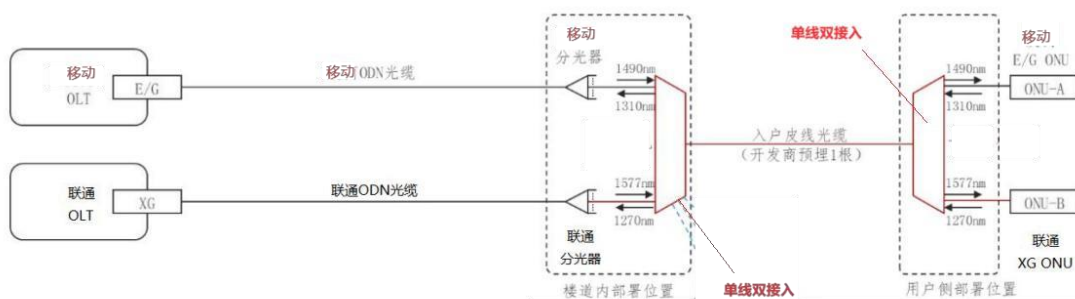 移动
OLT
E/G
移动ODN光缆
移动
分光器
1490nm
1310nm
单线双接入
1490nm
1310nm
移动
E/G ONU
ONU-A
入户皮线光缆
(开发商预埋1根)
联通
OLT
XG
联通ODN光缆
1577nm
1270nm
联通
分光器
1577nm
1270nm
ONU-B
联通
XG ONU
楼道内部署位置
单线双接入
用户侧部署位置